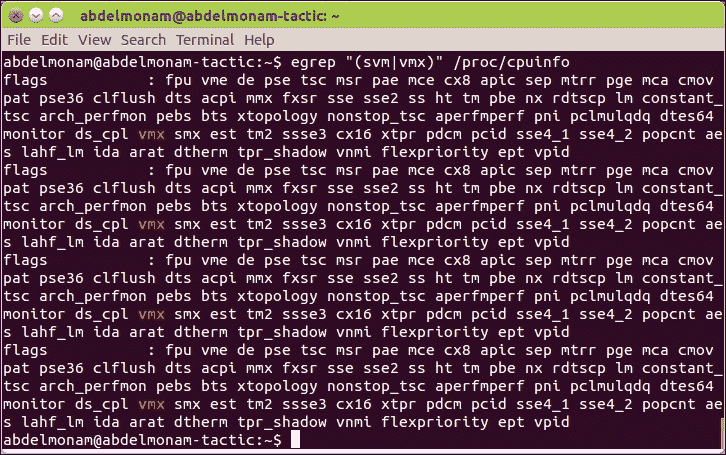 abdelmonam@abdelmonam-tactic: ~
File Edit View Search Terminal Help
abdelmonam@abdelmonam-tactic:~$ egrep "(svm|vmx)" /proc/cpuinfo
flags : fpu vme de pse tsc msr pae mce cx8 apic sep mtrr pge mca cmov
pat pse36 clflush dts acpi mmx fxsr sse sse2 ss ht tm pbe nx rdtscp lm constant_
tsc arch_perfmon pebs bts xtopology nonstop_tsc aperfmperf pni pclmulqdq dtes64
monitor ds_cpl vmx smx est tm2 ssse3 cx16 xtpr pdcm pcid sse4_1 sse4_2 popcnt ae
s lahf_lm ida arat dtherm tpr_shadow vnmi flexpriority ept vpid
flags : fpu vme de pse tsc msr pae mce cx8 apic sep mtrr pge mca cmov
pat pse36 clflush dts acpi mmx fxsr sse sse2 ss ht tm pbe nx rdtscp lm constant_
tsc arch_perfmon pebs bts xtopology nonstop_tsc aperfmperf pni pclmulqdq dtes64
monitor ds_cpl vmx smx est tm2 ssse3 cx16 xtpr pdcm pcid sse4_1 sse4_2 popcnt ae
s lahf_lm ida arat dtherm tpr_shadow vnmi flexpriority ept vpid
flags : fpu vme de pse tsc msr pae mce cx8 apic sep mtrr pge mca cmov
pat pse36 clflush dts acpi mmx fxsr sse sse2 ss ht tm pbe nx rdtscp lm constant_
tsc arch_perfmon pebs bts xtopology nonstop_tsc aperfmperf pni pclmulqdq dtes64
monitor ds_cpl vmx smx est tm2 ssse3 cx16 xtpr pdcm pcid sse4_1 sse4_2 popcnt ae
s lahf_lm ida arat dtherm tpr_shadow vnmi flexpriority ept vpid
flags : fpu vme de pse tsc msr pae mce cx8 apic sep mtrr pge mca cmov
pat pse36 clflush dts acpi mmx fxsr sse sse2 ss ht tm pbe nx rdtscp lm constant_
tsc arch_perfmon pebs bts xtopology nonstop_tsc aperfmperf pni pclmulqdq dtes64
monitor ds_cpl vmx smx est tm2 ssse3 cx16 xtpr pdcm pcid sse4_1 sse4_2 popcnt ae
s lahf_lm ida arat dtherm tpr_shadow vnmi flexpriority ept vpid
abdelmonam@abdelmonam-tactic:~$